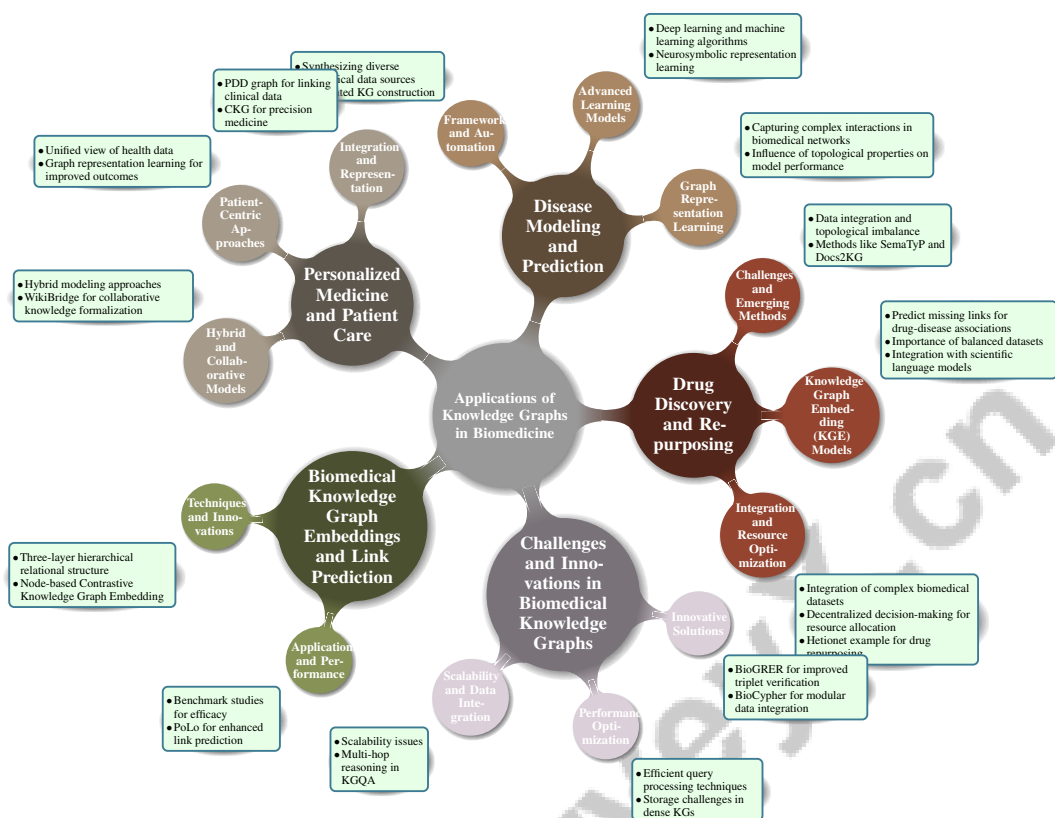 Applications of
Knowledge Graphs
in Biomedicine
Disease
Modeling
and
Prediction
Framework
and Au-
tomation
Advanced
Learning
Models
Graph
Repre-
sentation
Learning
• Synthesizing diverse
ical data sources
ated KG construction
• Deep learning and machine
learning algorithms
• Neurosymbolic representation
learning
• Capturing complex interactions in
biomedical networks
• Influence of topological properties on
model performance
Drug
Discovery
and Re-
purposing
Challenges
and
Emerging
Methods
Knowledge
Graph
Embed-
ding
(KGE)
Models
Integration
and
Resource
Opti-
mization
• Data integration and
topological imbalance
• Methods like SemaTyP and
Docs2KG
• Predict missing links for
drug-disease associations
• Importance of balanced datasets
• Integration with scientific
language models
• Integration of complex biomedical
datasets
• Decentralized decision-making for
resource allocation
• Hetionet example for drug
repurposing
Challenges
and Inno-
vations in
Biomedical
Knowledge
Graphs
Innovative
Solutions
Performance
Opti-
mization
Scalability
and Data
Inte-
gration
• BioGRER for improved
triplet verification
• BioCypher for modular
data integration
• Efficient query
processing techniques
• Storage challenges in
dense KGs
• Scalability issues
• Multi-hop
reasoning in
KGQA
Biomedical
Knowledge
Graph
Embeddings
and Link
Prediction
Techniques
and Inno-
vations
Application
and Per-
formance
• Three-layer hierarchical
relational structure
• Node-based Contrastive
Knowledge Graph Embedding
• Benchmark studies
for efficacy
• PoLo for enhanced
link prediction
Personalized
Medicine
and Patient
Care
Integration
and
Represen-
tation
Patient-
Centric Ap-
proaches
Hybrid and
Collab-
orative
Models
• PDD graph for linking
clinical data
• CKG for precision
medicine
• Unified view of health data
• Graph representation learning for
improved outcomes
• Hybrid modeling approaches
• WikiBridge for collaborative
knowledge formalization